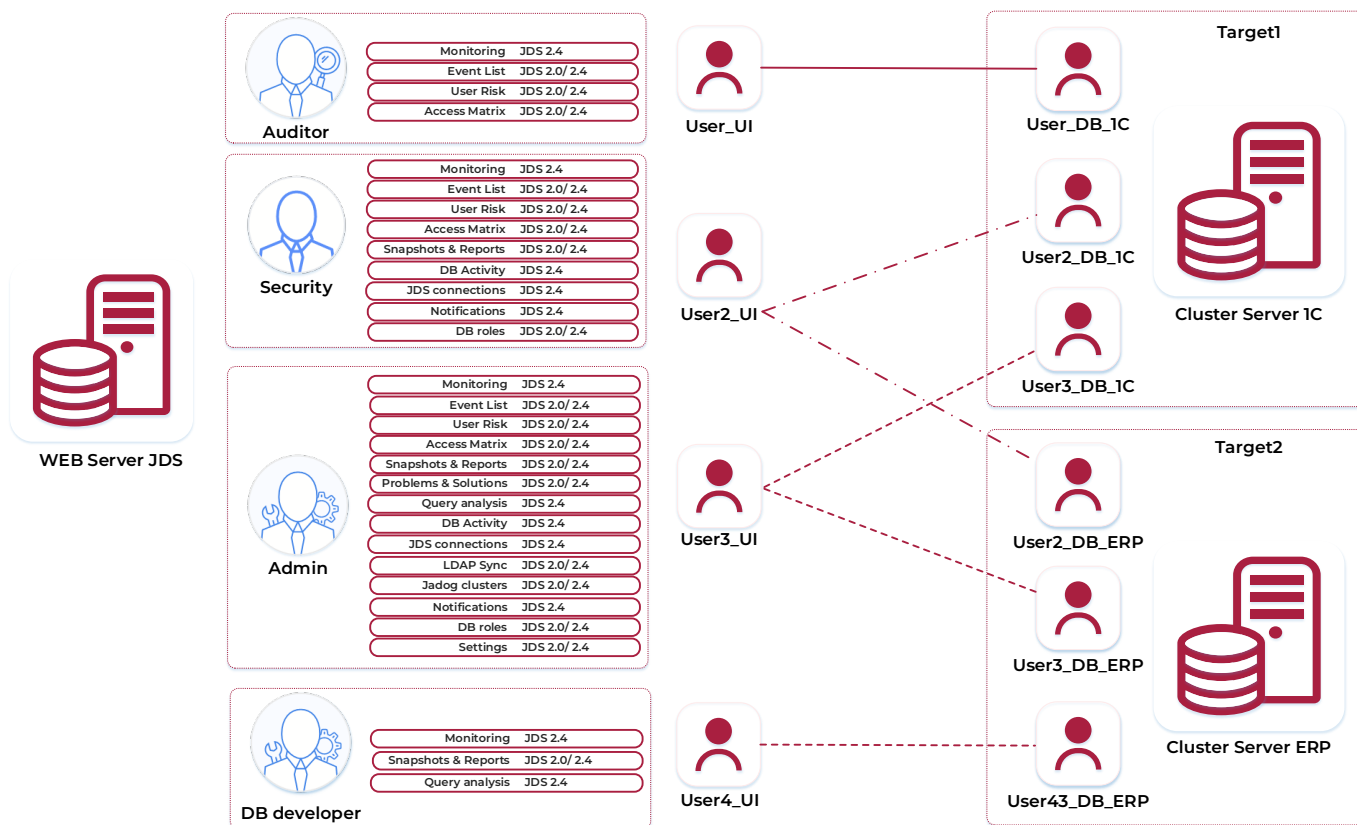 WEB Server JDS
Monitoring JDS 2.4
Event List JDS 2.0/ 2.4
User Risk JDS 2.0/ 2.4
Access Matrix JDS 2.0/ 2.4
Auditor
Monitoring JDS 2.4
Event List JDS 2.0/ 2.4
User Risk JDS 2.0/ 2.4
Access Matrix JDS 2.0/ 2.4
Snapshots & Reports JDS 2.0/ 2.4
DB Activity JDS 2.4
JDS connections JDS 2.4
Notifications JDS 2.4
DB roles JDS 2.0/ 2.4
Security
Monitoring JDS 2.4
Event List JDS 2.0/ 2.4
User Risk JDS 2.0/ 2.4
Access Matrix JDS 2.0/ 2.4
Snapshots & Reports JDS 2.0/ 2.4
Problems & Solutions JDS 2.0/ 2.4
Query analysis JDS 2.4
DB Activity JDS 2.4
JDS connections JDS 2.4
LDAP Sync JDS 2.0/ 2.4
Jadog clusters JDS 2.0/ 2.4
Notifications JDS 2.4
DB roles JDS 2.0/ 2.4
Settings JDS 2.0/ 2.4
Admin
Monitoring JDS 2.4
Snapshots & Reports JDS 2.0/ 2.4
Query analysis JDS 2.4
DB developer
User_UI
User2_UI
User3_UI
User4_UI
Target1
User_DB_1C
User2_DB_1C
User3_DB_1C
Cluster Server 1C
Target2
User2_DB_ERP
User3_DB_ERP
User43_DB_ERP
Cluster Server ERP